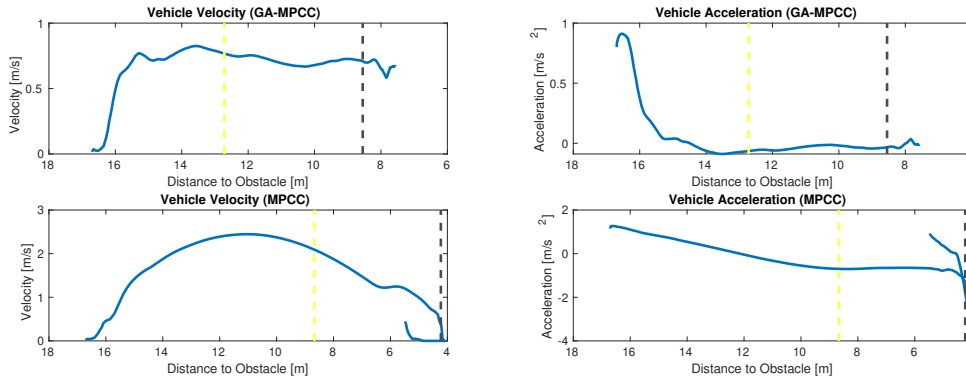 Vehicle Velocity (GA-MPCC)
Velocity [m/s]
1
0.5
0
18 16 14 12 10 8 6
Distance to Obstacle [m]
Vehicle Acceleration (GA-MPCC)
Acceleration [m/s 2]
1
0.5
0
18 16 14 12 10 8
Distance to Obstacle [m]
Vehicle Velocity (MPCC)
Velocity [m/s]
3
2
1
0
18 16 14 12 10 8 6 4
Distance to Obstacle [m]
Vehicle Acceleration (MPCC)
Acceleration [m/s 2]
2
0
-2
-4
18 16 14 12 10 8 6
Distance to Obstacle [m]